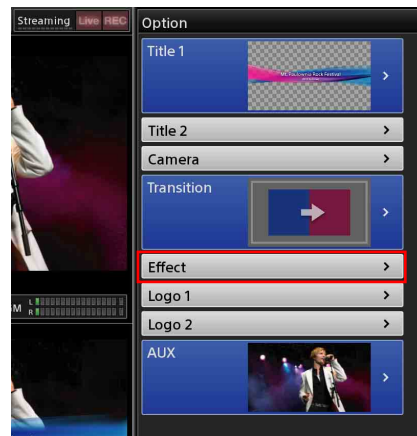 Streaming Live REC
Option
Title 1
Mt. Paulownia Rock Festival
Title 2
Camera
Transition
Effect
Logo 1
Logo 2
AUX
M
L
R